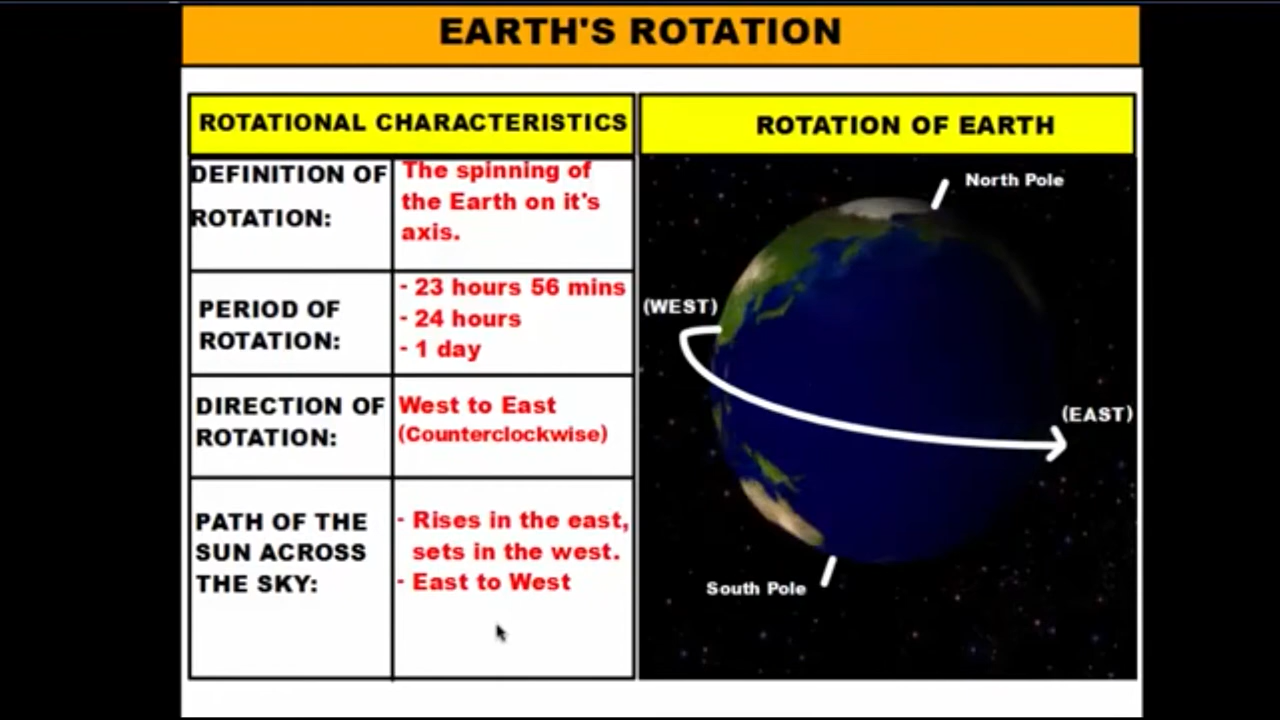 EARTH'S ROTATION
ROTATIONAL CHARACTERISTICS
DEFINITION OF
ROTATION:
The spinning of
the Earth on it's
axis.
PERIOD OF
ROTATION:
- 23 hours 56 mins
- 24 hours
- 1 day
DIRECTION OF
ROTATION:
West to East
(Counterclockwise)
PATH OF THE
SUN ACROSS
THE SKY:
- Rises in the east,
sets in the west.
- East to West
ROTATION OF EARTH
North Pole
(WEST)
(EAST)
South Pole